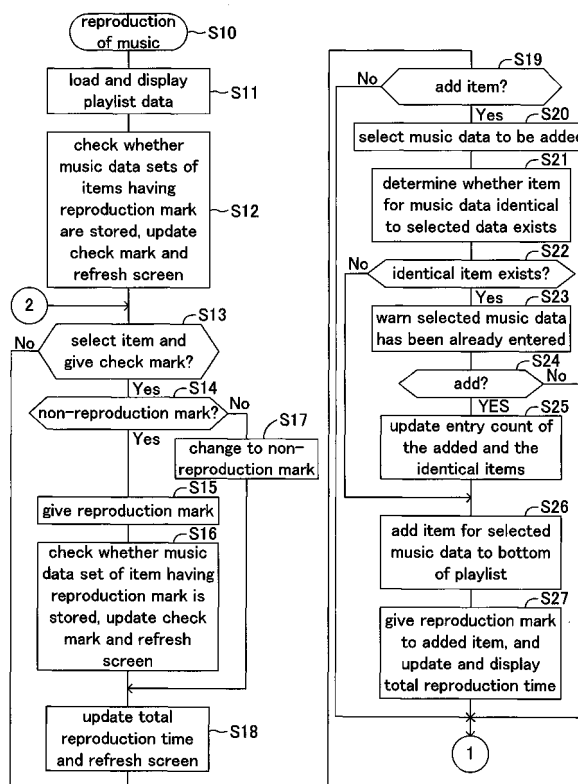 reproduction
of music
S10
load and display
playlist data
S11
check whether
music data sets of
items having
reproduction mark
are stored, update
check mark and
refresh screen
S12
2
S13
No
select item and
give check mark?
Yes
S14
non-reproduction mark?
No
Yes
S17
change to non-
reproduction mark
S15
give reproduction mark
S16
check whether music
data set of item having
reproduction mark is
stored, update check
mark and refresh
screen
update total
reproduction time
and refresh screen
S18
S19
No
add item?
Yes
S20
select music data to be added
S21
determine whether item
for music data identical
to selected data exists
S22
No
identical item exists?
Yes
S23
warn selected music data
has been already entered
S24
add?
No
YES
S25
update entry count of
the added and the
identical items
S26
add item for selected
music data to bottom
of playlist
S27
give reproduction mark
to added item, and
update and display
total reproduction time
1